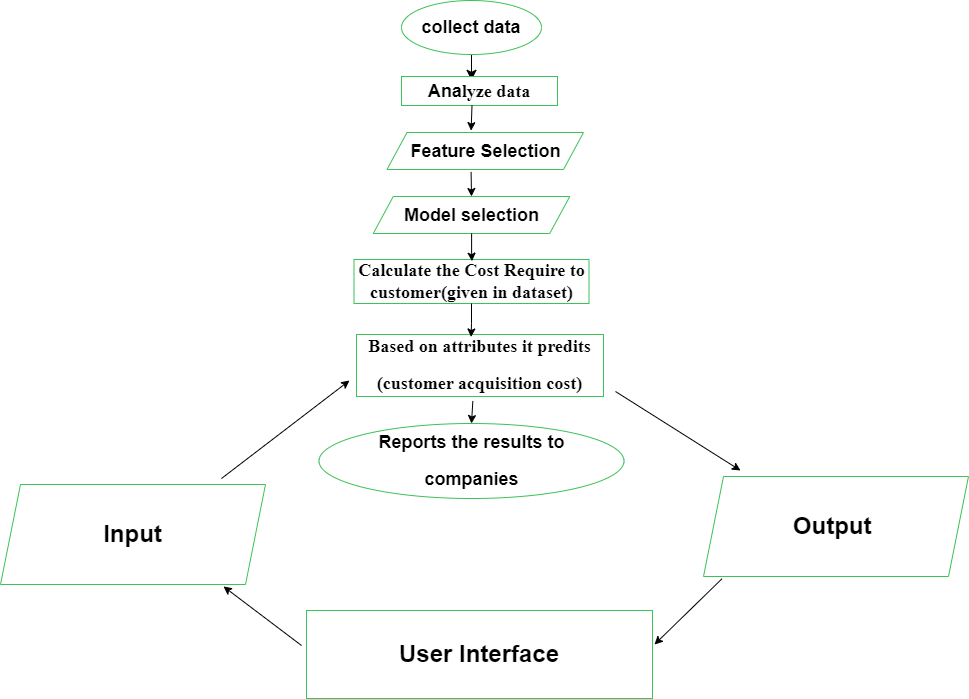 collect data
Analyze data
Feature Selection
Model selection
Calculate the Cost Require to
customer(given in dataset)
Based on attributes it predits
(customer acquisition cost)
Reports the results to
companies
Input
Output
User Interface